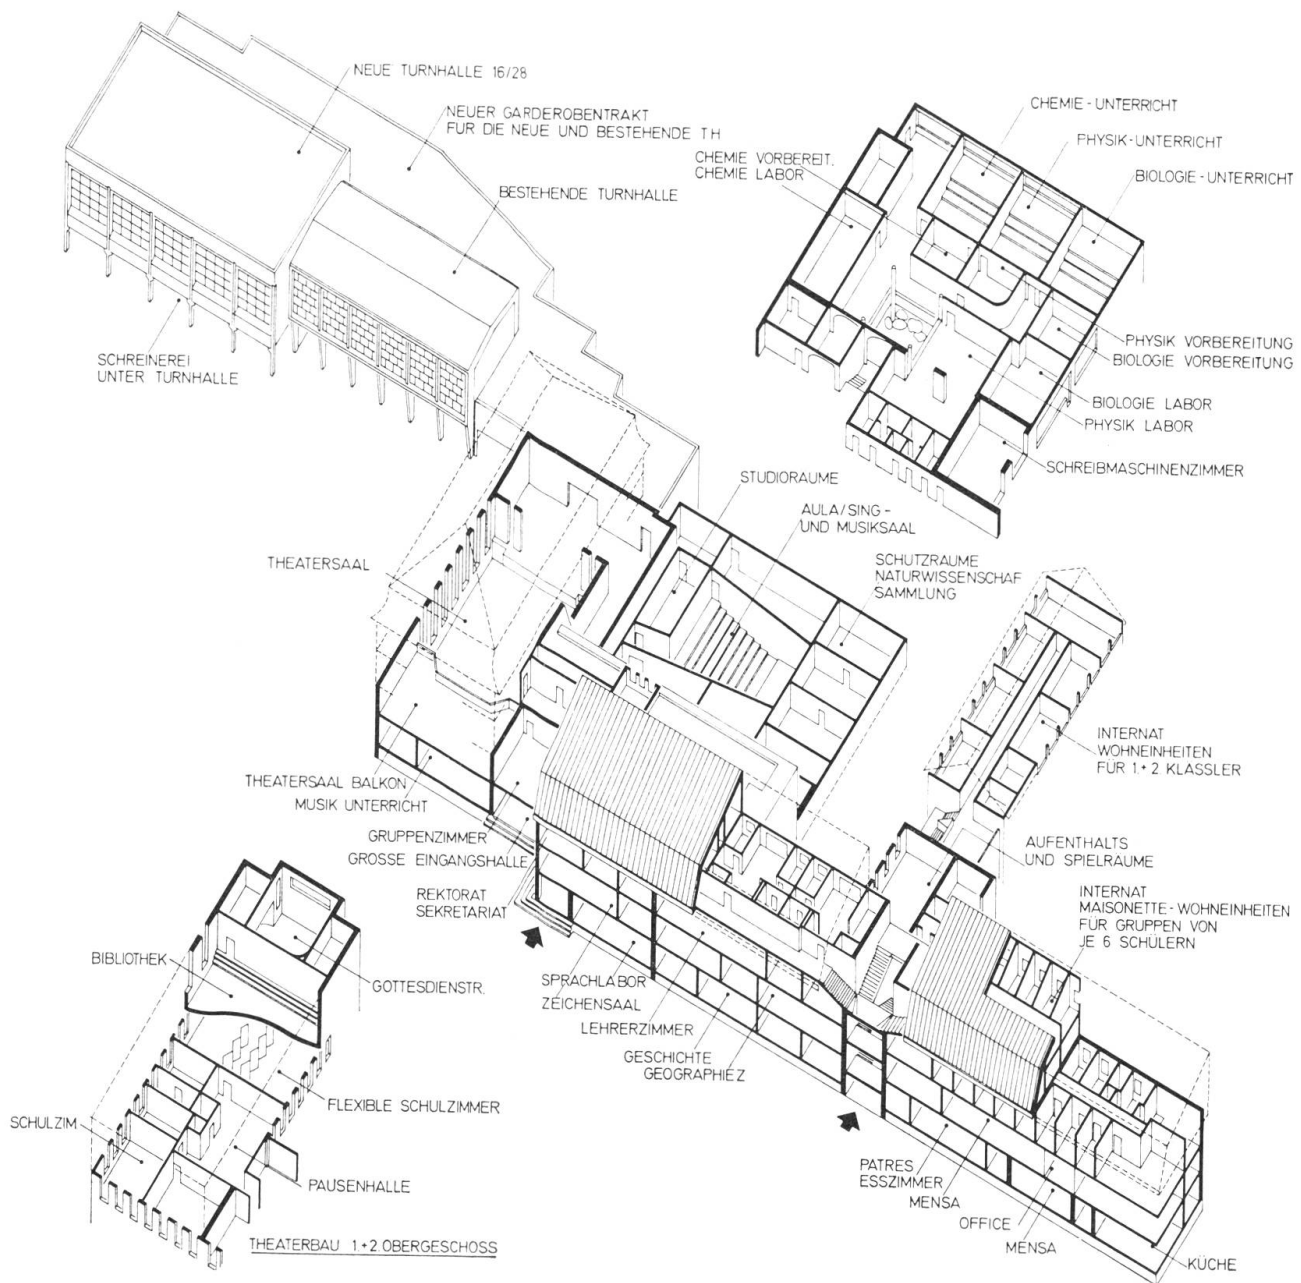 NEUE TURNHALLE 16/28
NEUER GARDEROBENTRAKT
FUR DIE NEUE UND BESTEHENDE TH
BESTEHENDE TURNHALLE
SCHREINEREI
UNTER TURNHALLE
CHEMIE-UNTERRICHT
PHYSIK-UNTERRICHT
BIOLOGIE-UNTERRICHT
CHEMIE VORBEREIT.
CHEMIE LABOR
PHYSIK VORBEREITUNG
BIOLOGIE VORBEREITUNG
BIOLOGIE LABOR
PHYSIK LABOR
SCHREIBMASCHINENZIMMER
STUDIORAUME
AULA/SING-
UND MUSIKSAAL
SCHUTZRAUME
NATURWISSENSCHAF
SAMMLUNG
THEATERSAAL
INTERNAT
WOHNEINHEITEN
FÜR 1.+2 KLASSLER
THEATERSAAL BALKON
MUSIK UNTERRICHT
GRUPPENZIMMER
GROSSE EINGANGSHALLE
REKTORAT
SEKRETARIAT
AUFENTHALTS
UND SPIELRAUME
INTERNAT
MAISONETTE-WOHNEINHEITEN
FÜR GRUPPEN VON
JE 6 SCHÜLERN
SPRACHLABOR
ZEICHENSAAL
LEHRERZIMMER
GESCHICHTE
GEOGRAPHIEZ
BIBLIOTHEK
GOTTESDIENSTR.
FLEXIBLE SCHULZIMMER
SCHULZIM
PAUSENHALLE
THEATERBAU 1.+2.OBERGESCHOSS
PATRES
ESSZIMMER
MENSA
OFFICE
MENSA
KÜCHE